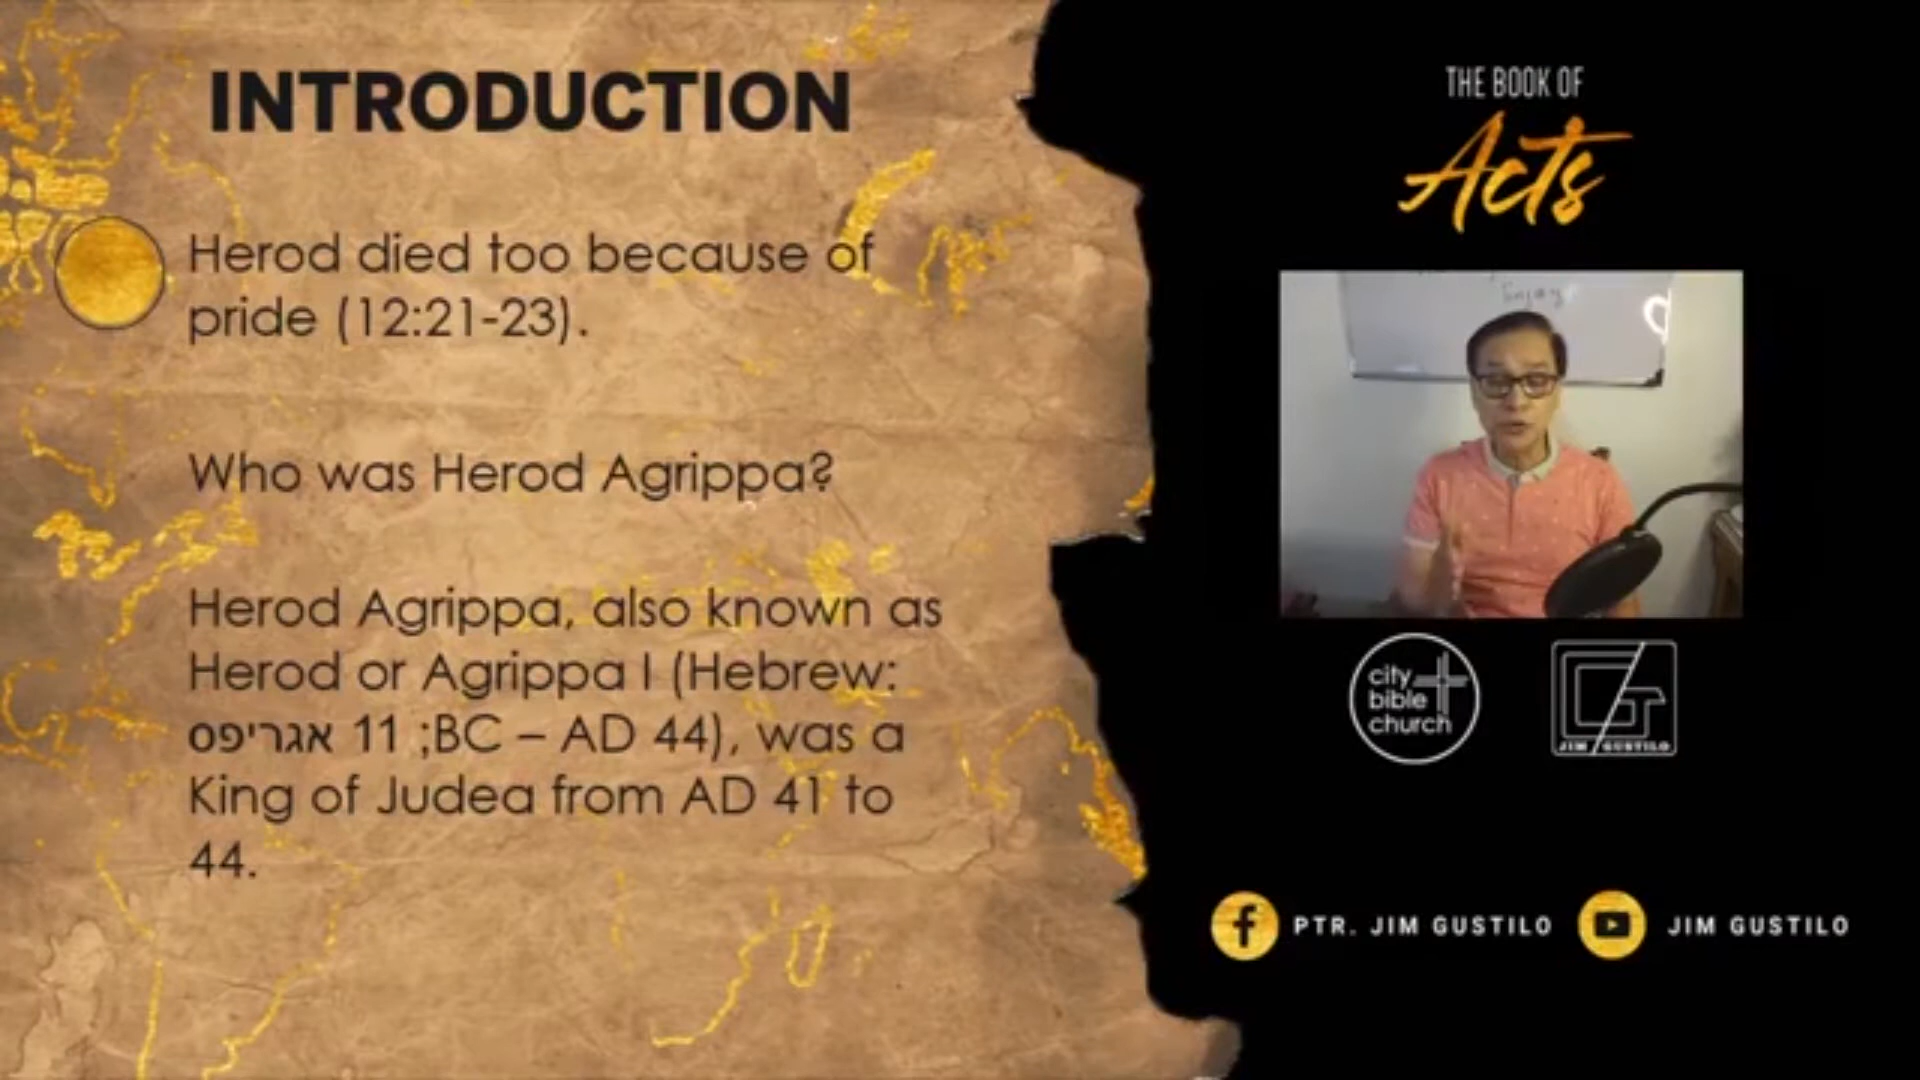 INTRODUCTION
Herod died too because of
pride (12:21-23).
Who was Herod Agrippa?
Herod Agrippa, also known as
Herod or Agrippa I (Hebrew:
אגריפס 11 ;BC – AD 44), was a
King of Judea from AD 41 to
44.
THE BOOK OF
Acts
Enjoy
city
bible
church
JIM GUSTILO
PTR. JIM GUSTILO
JIM GUSTILO